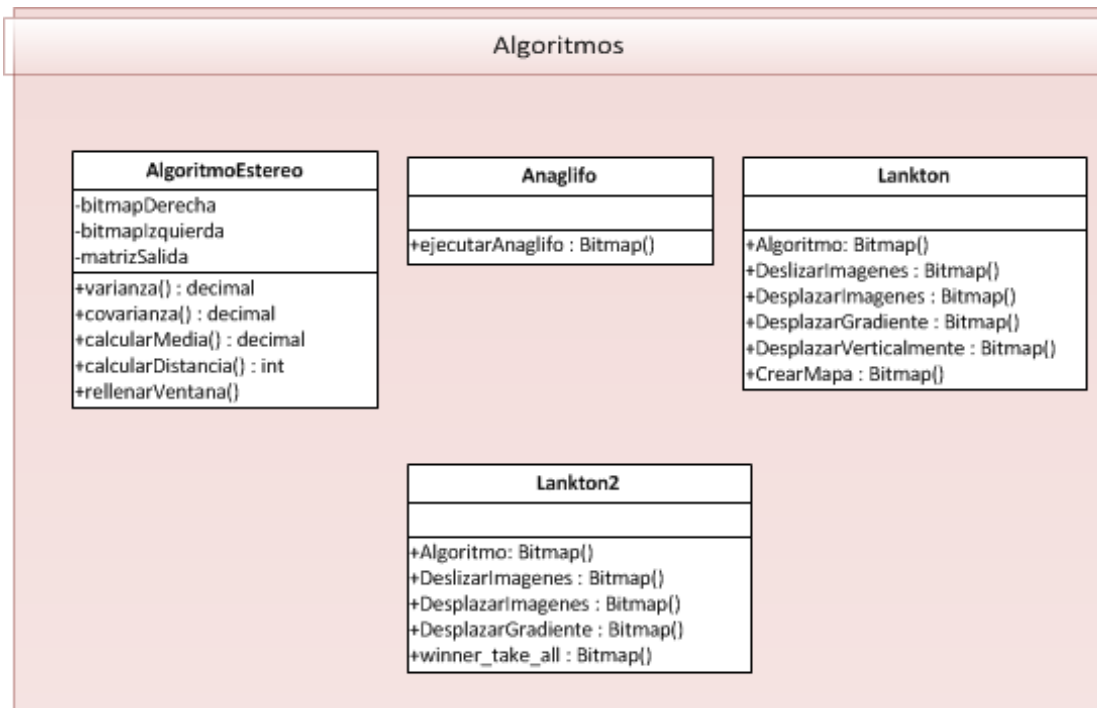 Algoritmos
AlgoritmoEstereo
-bitmapDerecha
-bitmapIzquierda
-matrizSalida
+varianza() : decimal
+covarianza() : decimal
+calcularMedia() : decimal
+calcularDistancia() : int
+rellenarVentana()
Anaglifo
+ejecutarAnaglifo : Bitmap()
Lankton
+Algoritmo: Bitmap()
+DeslizarImagenes : Bitmap()
+DesplazarImagenes : Bitmap()
+DesplazarGradiente : Bitmap()
+DesplazarVerticalmente : Bitmap()
+CrearMapa : Bitmap()
Lankton2
+Algoritmo: Bitmap()
+DeslizarImagenes : Bitmap()
+DesplazarImagenes : Bitmap()
+DesplazarGradiente : Bitmap()
+winner_take_all : Bitmap()